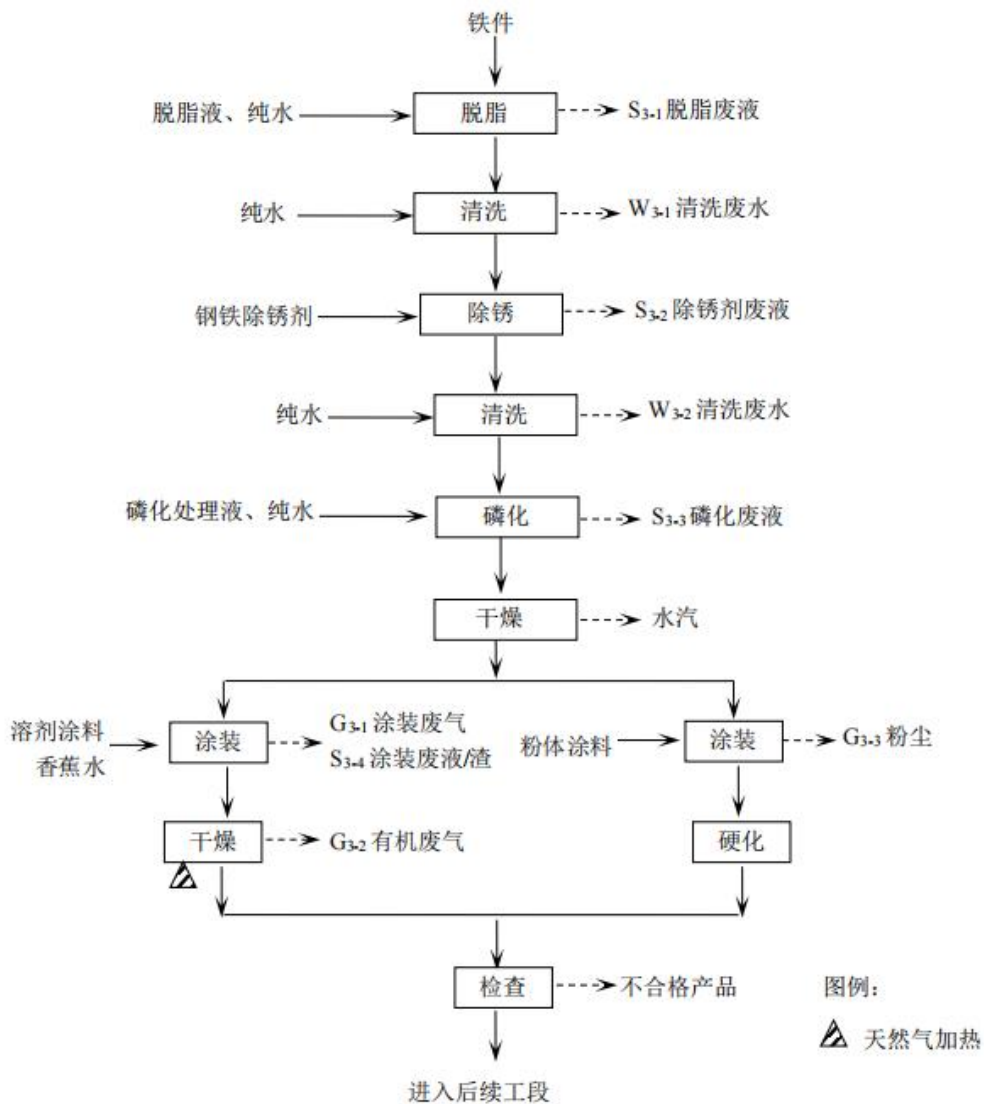 铁件
脱脂液、纯水
脱脂
S₃₋₁脱脂废液
纯水
清洗
W₃₋₁清洗废水
钢铁除锈剂
除锈
S₃₋₂除锈剂废液
纯水
清洗
W₃₋₂清洗废水
磷化处理液、纯水
磷化
S₃₋₃磷化废液
干燥
水汽
溶剂涂料
香蕉水
涂装
G₃₋₁涂装废气
S₃₋₄涂装废液/渣
粉体涂料
涂装
G₃₋₃粉尘
干燥
G₃₋₂有机废气
硬化
检查
不合格产品
图例：
天然气加热
进入后续工段